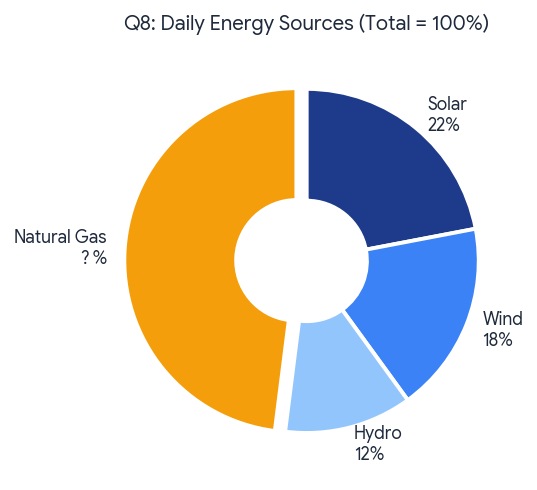 Q8: Daily Energy Sources (Total = 100%)
Solar
22%
Natural Gas
? %
Wind
18%
Hydro
12%